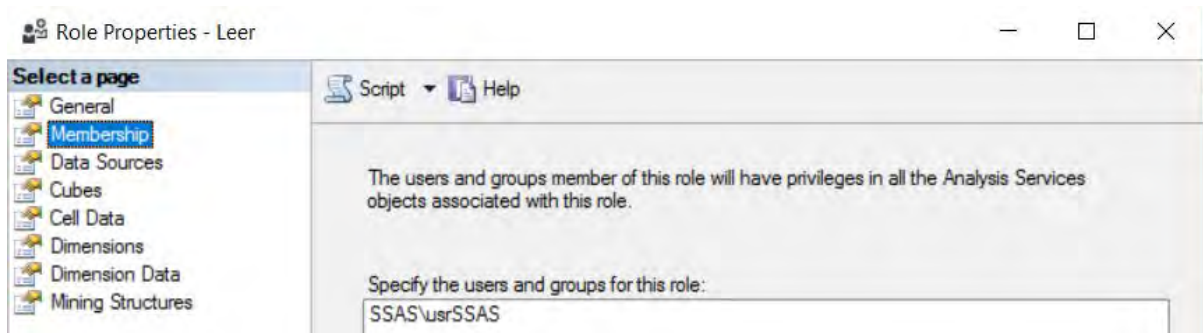 Role Properties - Leer
Select a page
General
Membership
Data Sources
Cubes
Cell Data
Dimensions
Dimension Data
Mining Structures
Script
Help
The users and groups member of this role will have privileges in all the Analysis Services
objects associated with this role.
Specify the users and groups for this role:
SSAS\usrSSAS